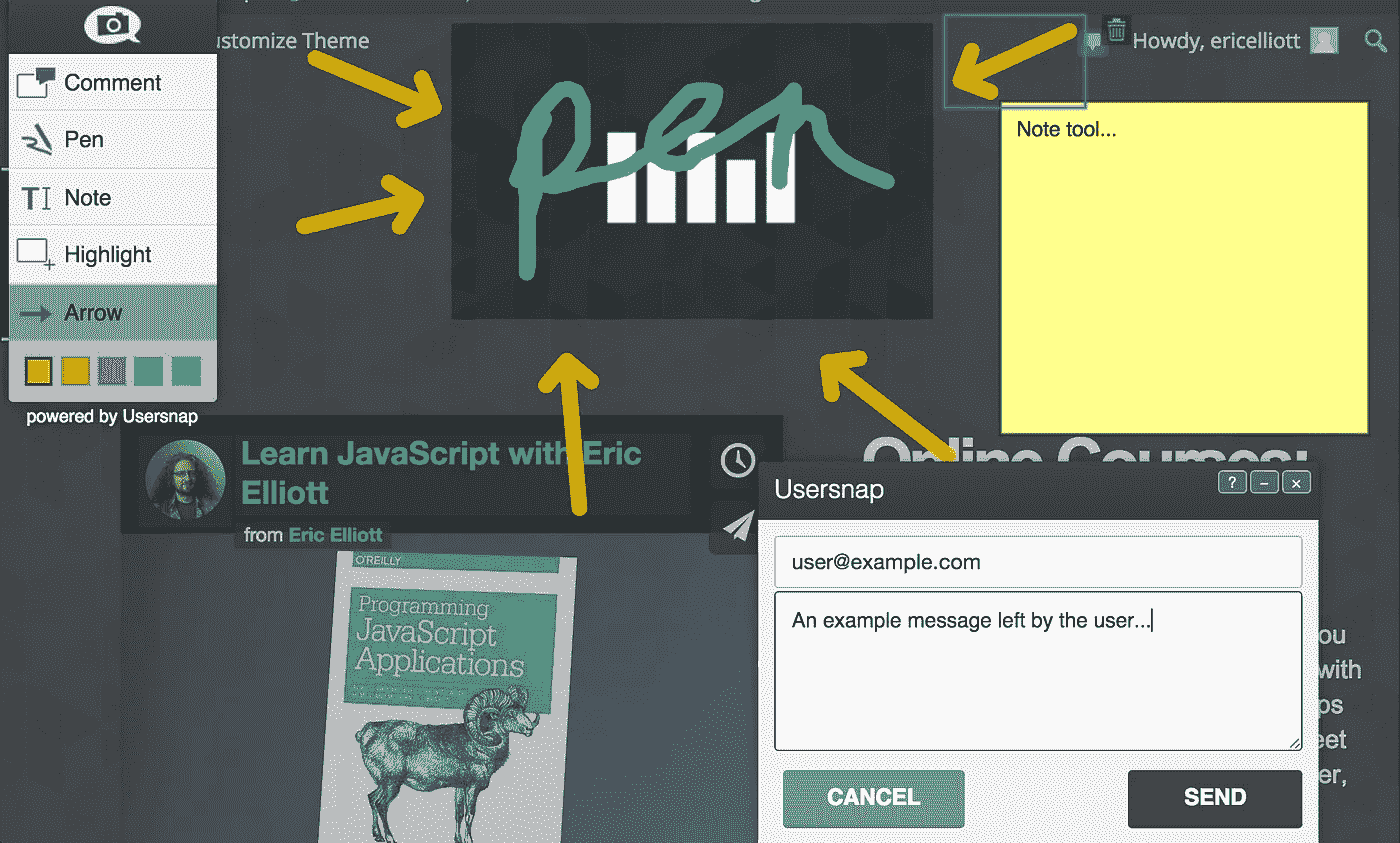 ustomize Theme
Howdy, ericelliott
Comment
Pen
Note
Highlight
Arrow
powered by Usersnap
pen
Note tool...
Learn JavaScript with Eric
Elliott
from Eric Elliott
O'REILLY
Programming
JavaScript
Applications
Online Courses:
Usersnap
? – x
user@example.com
An example message left by the user...
CANCEL
SEND
ou
with
ps
eet
er,